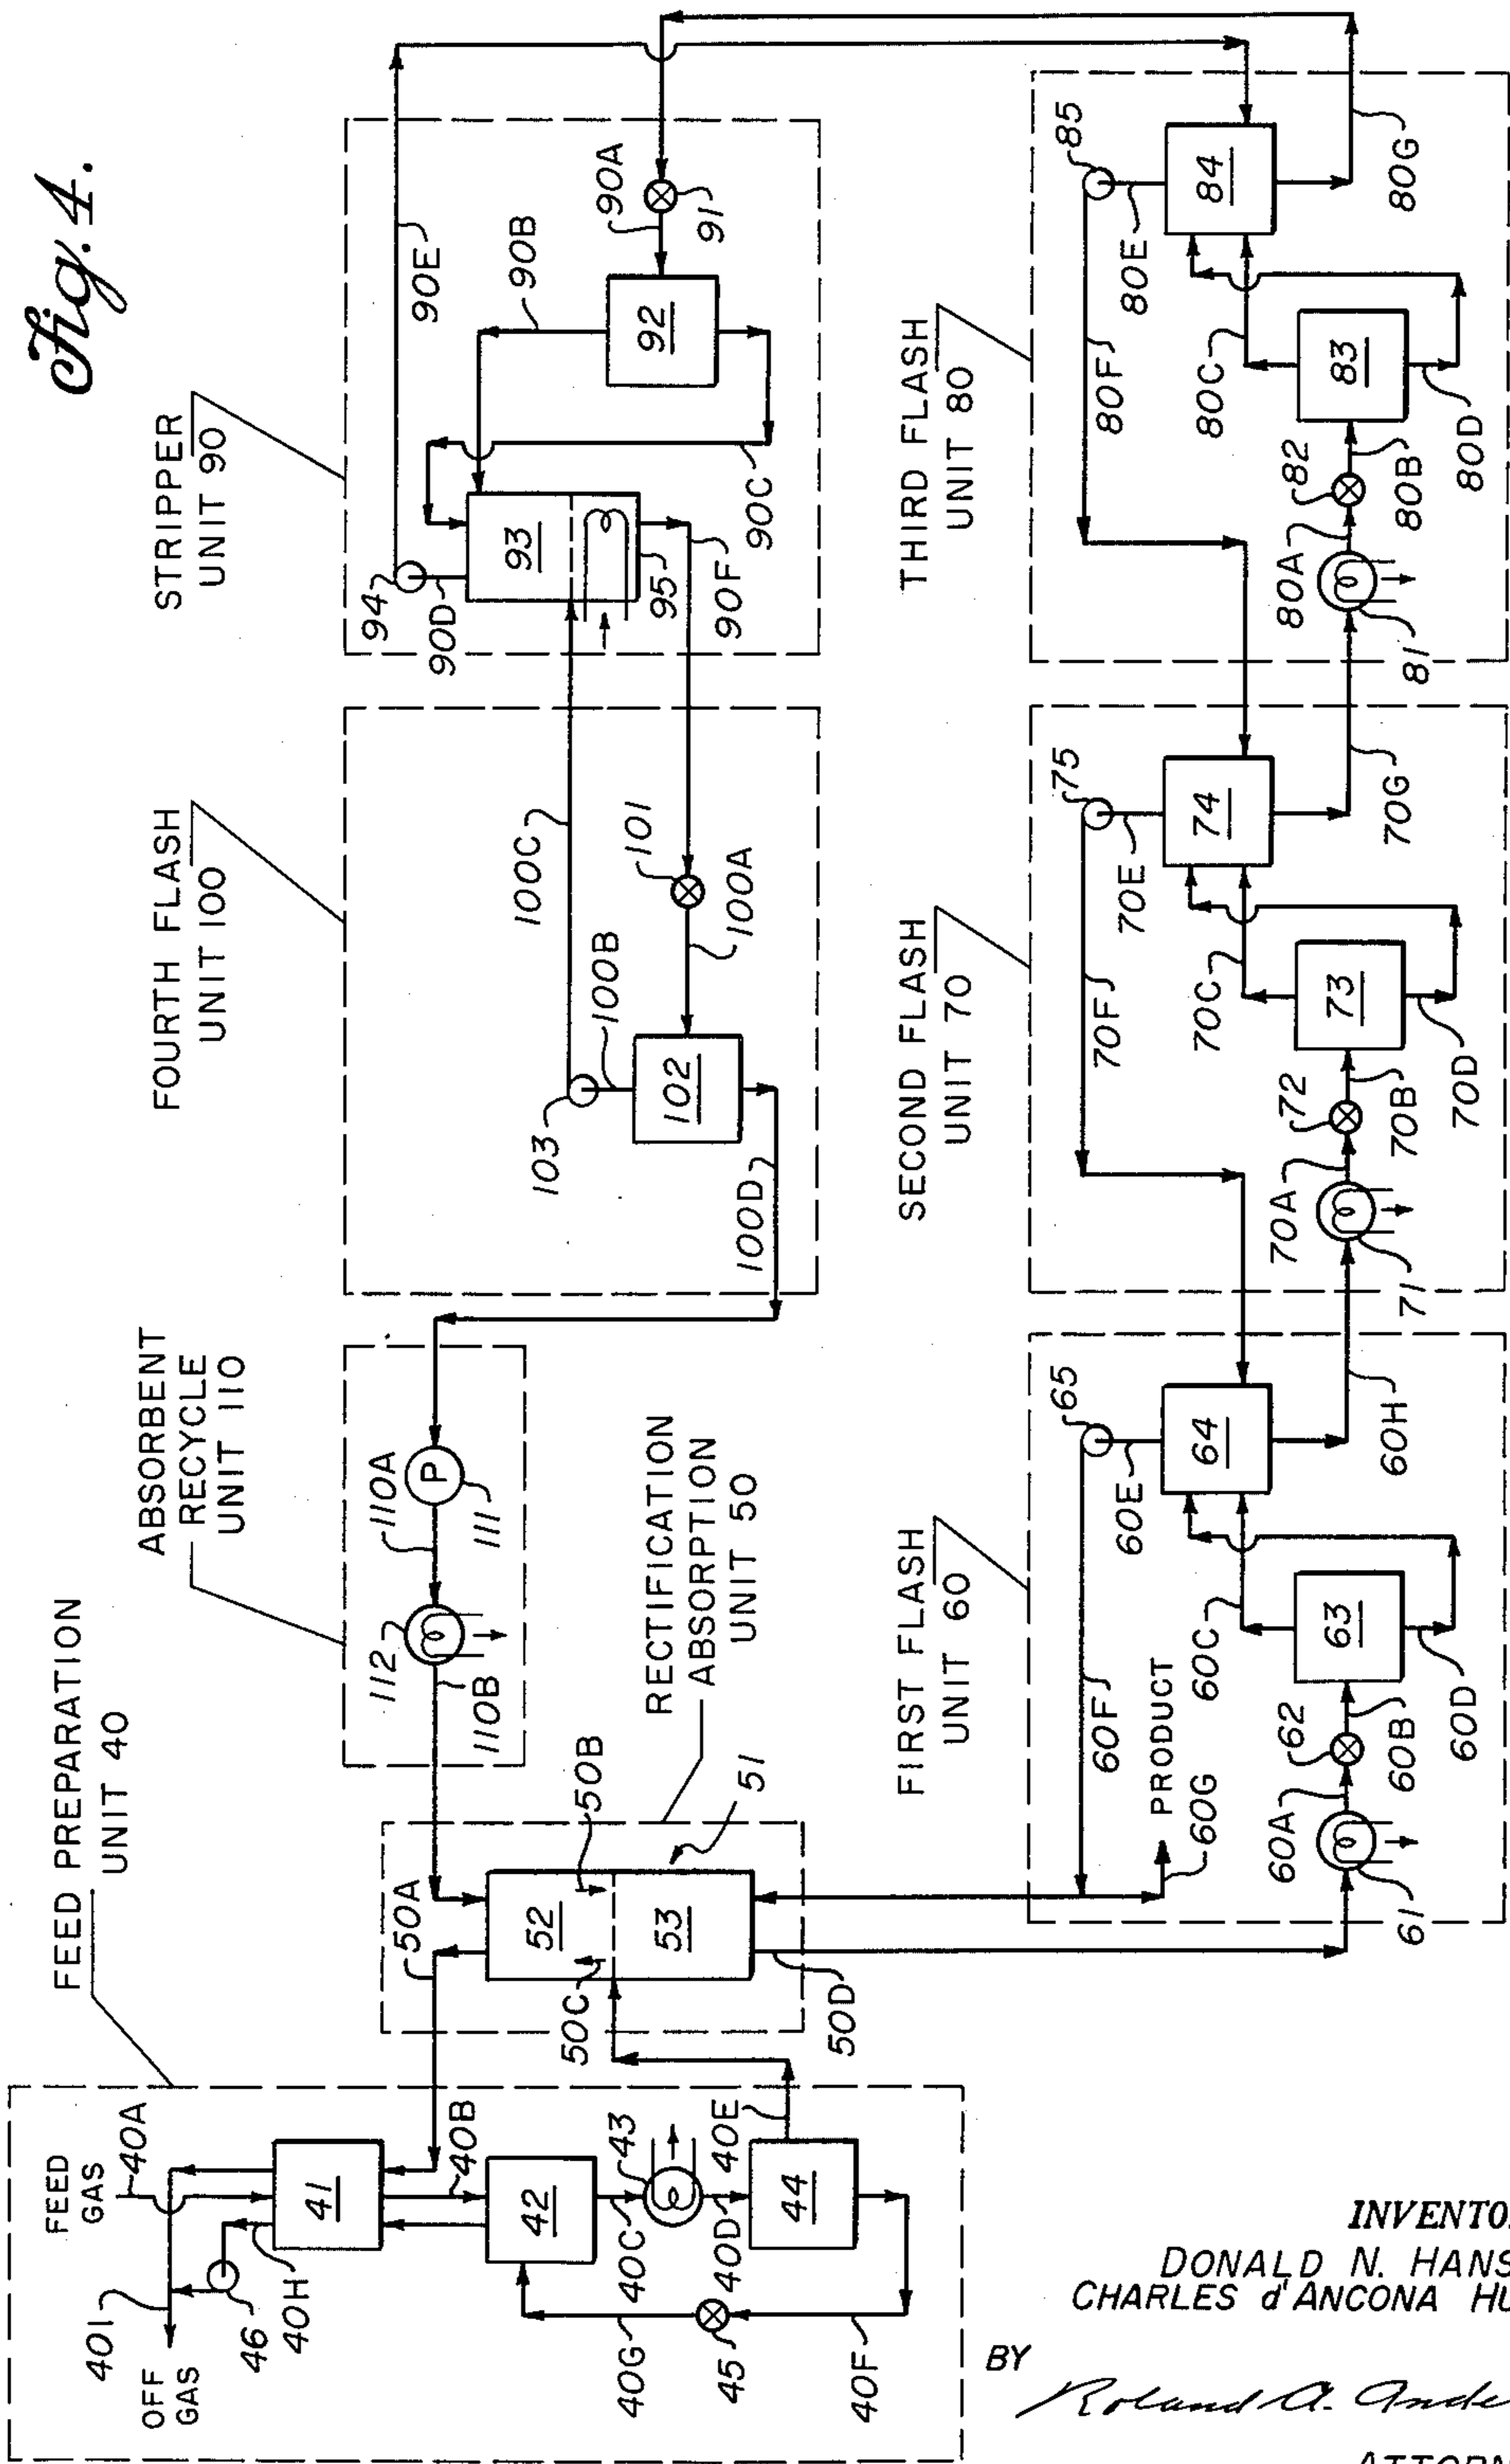 Fig. 4.
FEED PREPARATION
UNIT 40
FEED
GAS
40A
40I
OFF
GAS
46
40H
41
40B
42
40C
43
40D
40E
44
40G
45
40F
ABSORBENT
RECYCLE
UNIT 110
110A
P
111
112
110B
RECTIFICATION
ABSORPTION
UNIT 50
50A
50B
51
52
53
50C
50D
FOURTH FLASH
UNIT 100
100C
101
100B
100A
103
102
100D
STRIPPER
UNIT 90
90E
94
90D
93
95
90F
90B
92
90C
90A
91
FIRST FLASH
UNIT 60
60F
PRODUCT
60G
60A
61
62
60B
60C
63
60D
60E
64
65
60H
SECOND FLASH
UNIT 70
70F
70A
71
72
70B
70C
73
70D
70E
74
75
70G
THIRD FLASH
UNIT 80
80F
80A
81
82
80B
80C
83
80D
80E
84
85
80G
INVENTO
DONALD N. HANS
CHARLES d'ANCONA HU
BY
Roland A. Ande
ATTORN